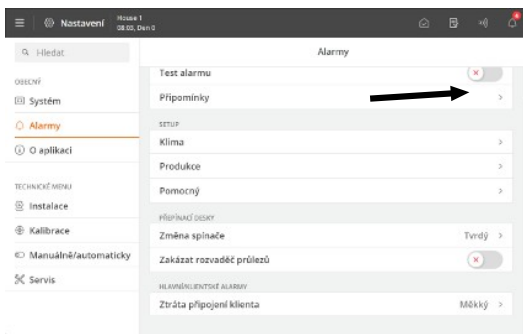 Nastavení
House 1
08:03, Den 0
Hledat
Alarmy
OBECNÝ
Systém
Alarmy
O aplikaci
TECHNICKÉ MENU
Instalace
Kalibrace
Manuálně/automaticky
Servis
Test alarmu
Připomínky
SETUP
Klima
Produkce
Pomocný
PŘEPÍNACÍ DESKY
Změna spínače
Tvrdý
Zakázat rozvaděč průlezů
HLAVNÍ/KLIENTSKÉ ALARMY
Ztráta připojení klienta
Měkký